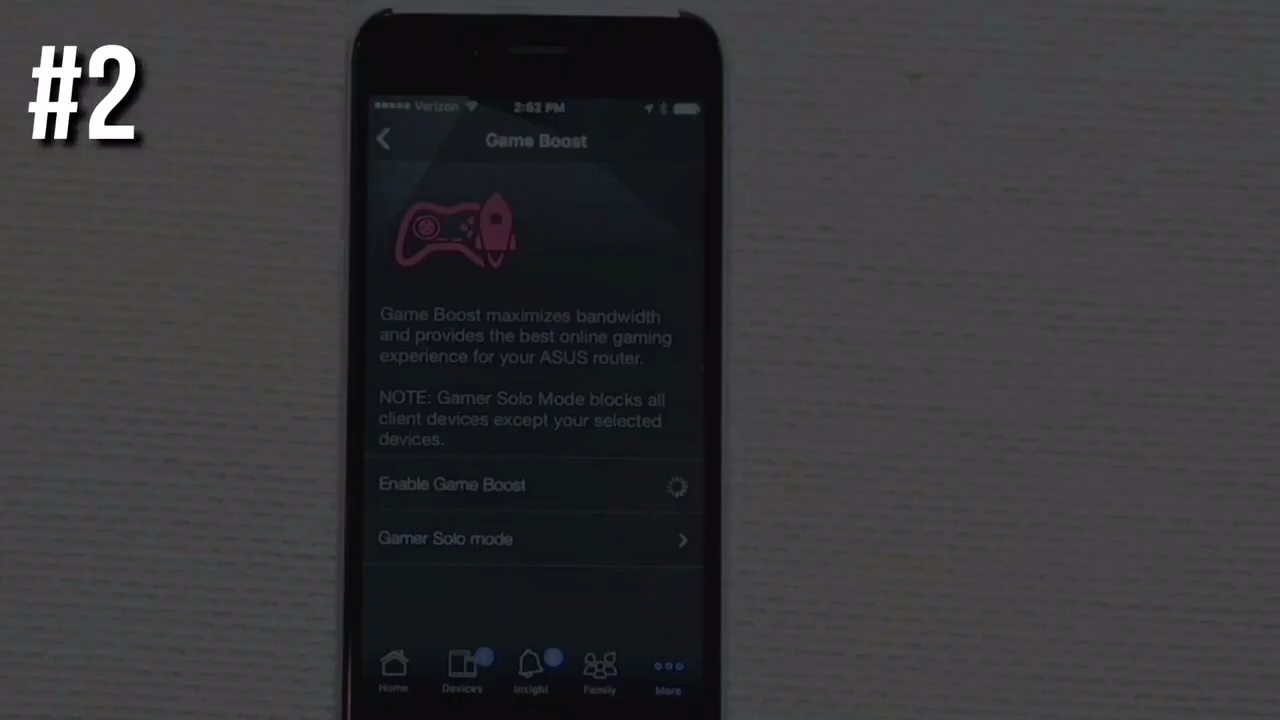 #2
Verizon 2:52 PM
Game Boost
Game Boost maximizes bandwidth
and provides the best online gaming
experience for your ASUS router.
NOTE: Gamer Solo Mode blocks all
client devices except your selected
devices.
Enable Game Boost
Gamer Solo mode
Home Devices Insight Family More